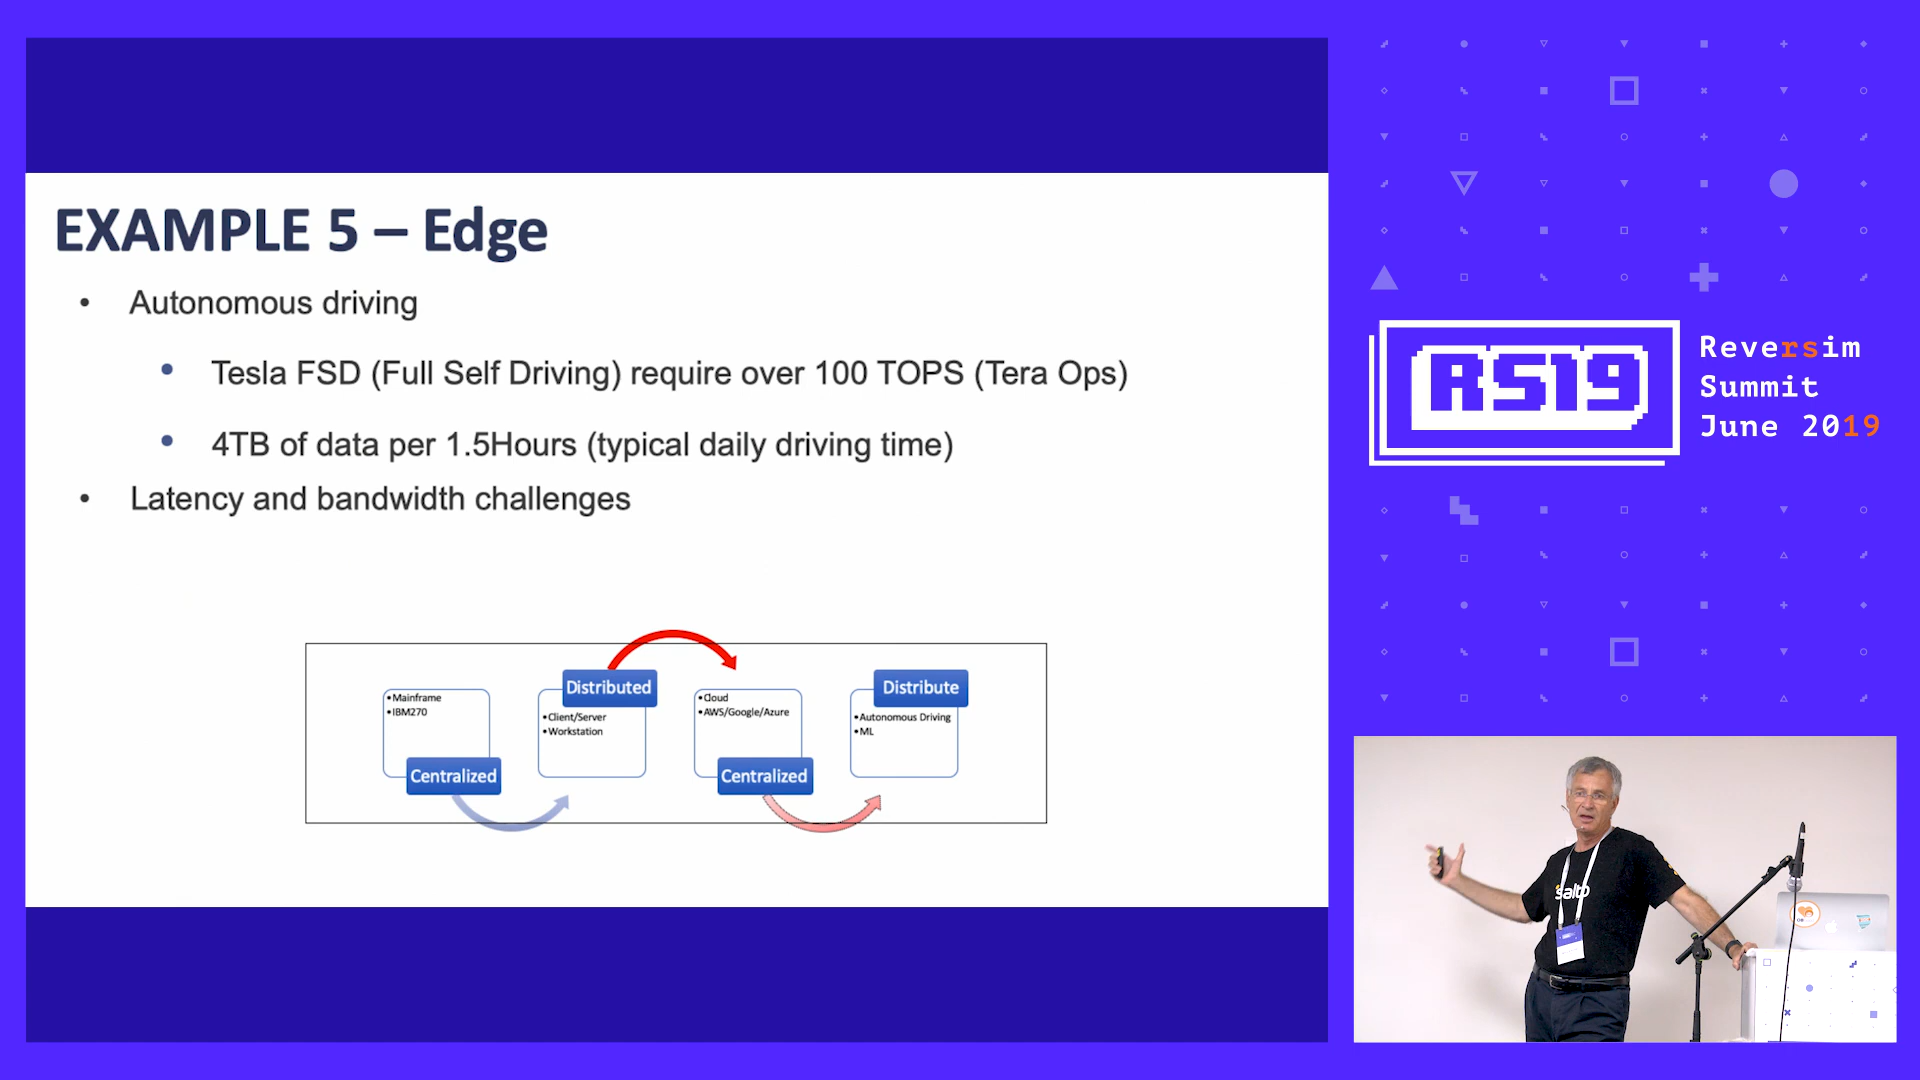 EXAMPLE 5 – Edge
• Autonomous driving
• Tesla FSD (Full Self Driving) require over 100 TOPS (Tera Ops)
• 4TB of data per 1.5Hours (typical daily driving time)
• Latency and bandwidth challenges
•Mainframe
•IBM270
Centralized
Distributed
•Client/Server
•Workstation
•Cloud
•AWS/Google/Azure
Centralized
Distribute
•Autonomous Driving
•ML
RS19
Reversim
Summit
June 2019
salto